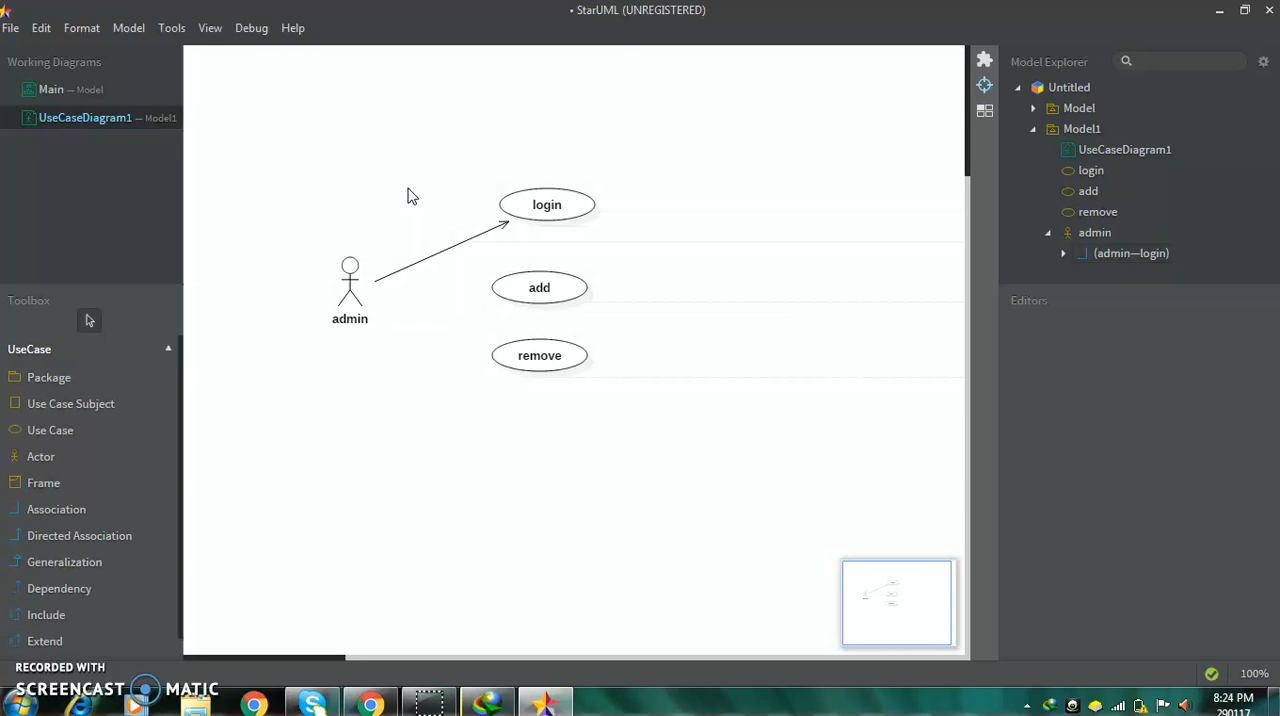 • StarUML (UNREGISTERED)
File Edit Format Model Tools View Debug Help
Working Diagrams
Main — Model
UseCaseDiagram1 — Model1
Toolbox
UseCase
Package
Use Case Subject
Use Case
Actor
Frame
Association
Directed Association
Generalization
Dependency
Include
Extend
login
add
remove
admin
Model Explorer
Untitled
Model
Model1
UseCaseDiagram1
login
add
remove
admin
(admin—login)
Editors
100%
RECORDED WITH
SCREENCAST MATIC
8:24 PM
290117